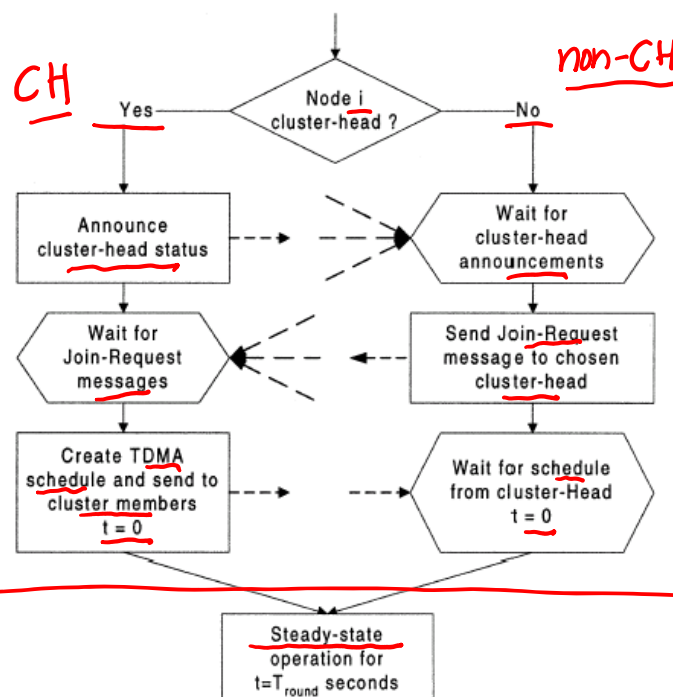 CH
non-CH
Yes
Node i
cluster-head ?
No
Announce
cluster-head status
Wait for
cluster-head
announcements
Wait for
Join-Request
messages
Send Join-Request
message to chosen
cluster-head
Create TDMA
schedule and send to
cluster members
t = 0
Wait for schedule
from cluster-Head
t = 0
Steady-state
operation for
t=Tround seconds